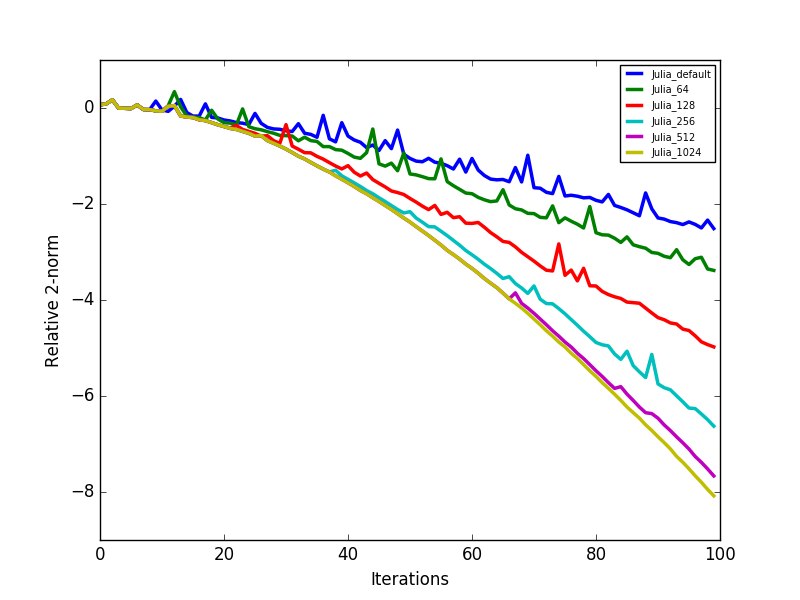 Julia_default
Julia_64
Julia_128
Julia_256
Julia_512
Julia_1024
0
−2
−4
−6
−8
Relative 2-norm
0 20 40 60 80 100
Iterations